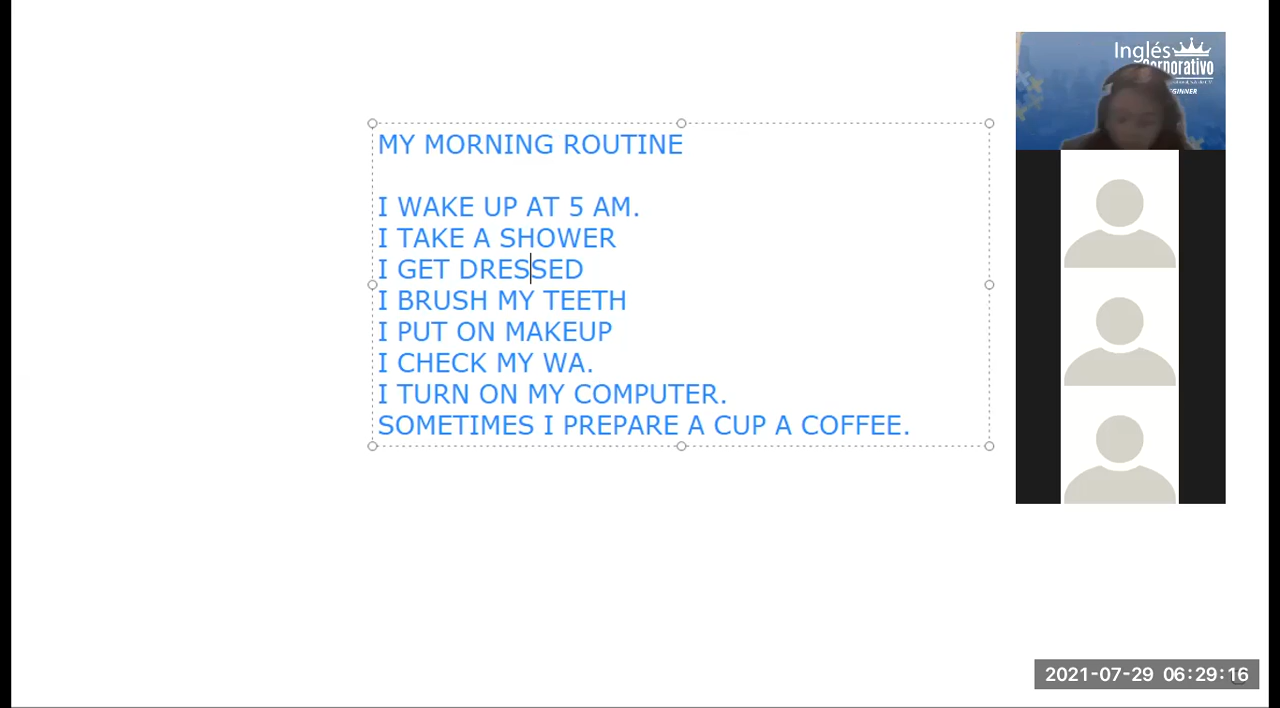 MY MORNING ROUTINE
I WAKE UP AT 5 AM.
I TAKE A SHOWER
I GET DRESSED
I BRUSH MY TEETH
I PUT ON MAKEUP
I CHECK MY WA.
I TURN ON MY COMPUTER.
SOMETIMES I PREPARE A CUP A COFFEE.
Inglés
2021-07-29 06:29:16